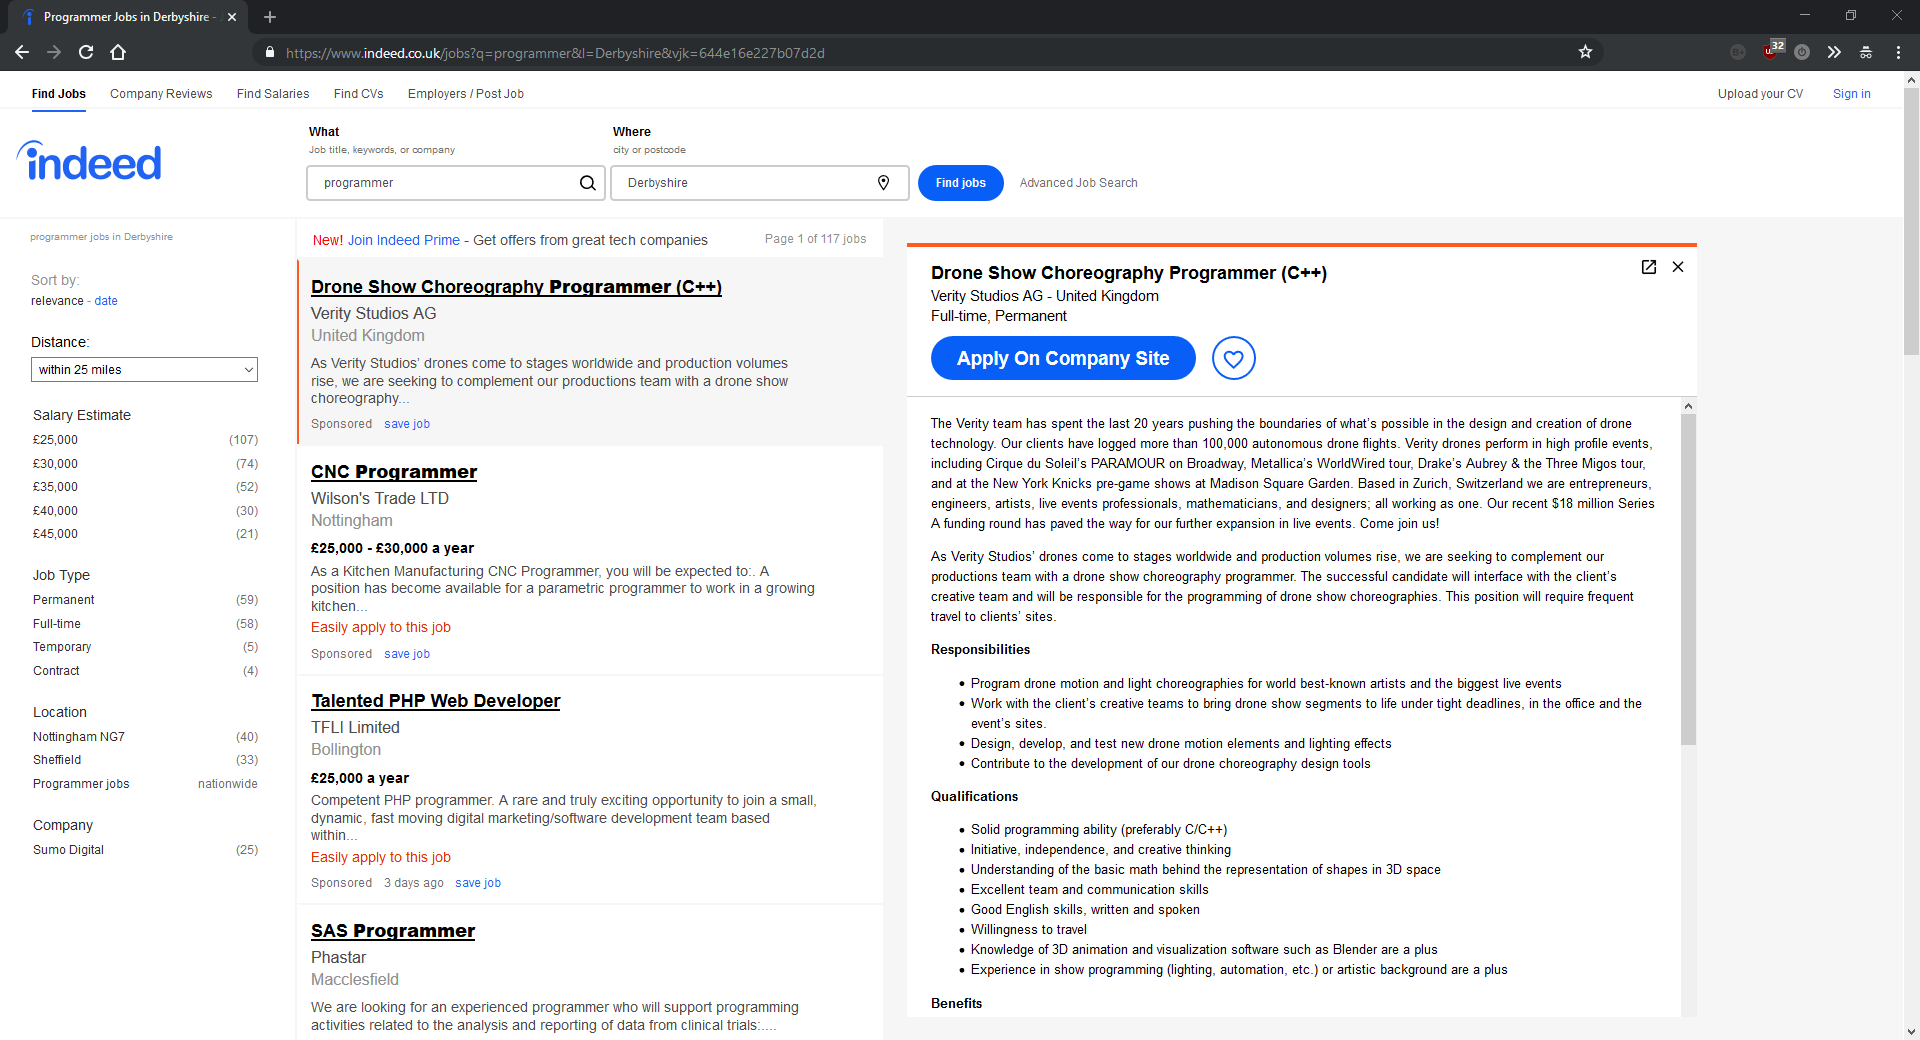 Programmer Jobs in Derbyshire -
https://www.indeed.co.uk/jobs?q=programmer&l=Derbyshire&vjk=644e16e227b07d2d
32
Find Jobs
Company Reviews
Find Salaries
Find CVs
Employers / Post Job
Upload your CV
Sign in
indeed
What
Job title, keywords, or company
programmer
Where
city or postcode
Derbyshire
Find jobs
Advanced Job Search
programmer jobs in Derbyshire
Sort by:
relevance - date
Distance:
within 25 miles
Salary Estimate
£25,000 (107)
£30,000 (74)
£35,000 (52)
£40,000 (30)
£45,000 (21)
Job Type
Permanent (59)
Full-time (58)
Temporary (5)
Contract (4)
Location
Nottingham NG7 (40)
Sheffield (33)
Programmer jobs nationwide
Company
Sumo Digital (25)
New! Join Indeed Prime - Get offers from great tech companies
Page 1 of 117 jobs
Drone Show Choreography Programmer (C++)
Verity Studios AG
United Kingdom
As Verity Studios' drones come to stages worldwide and production volumes
rise, we are seeking to complement our productions team with a drone show
choreography...
Sponsored save job
CNC Programmer
Wilson's Trade LTD
Nottingham
£25,000 - £30,000 a year
As a Kitchen Manufacturing CNC Programmer, you will be expected to:. A
position has become available for a parametric programmer to work in a growing
kitchen...
Easily apply to this job
Sponsored save job
Talented PHP Web Developer
TFLI Limited
Bollington
£25,000 a year
Competent PHP programmer. A rare and truly exciting opportunity to join a small,
dynamic, fast moving digital marketing/software development team based
within...
Easily apply to this job
Sponsored 3 days ago save job
SAS Programmer
Phastar
Macclesfield
We are looking for an experienced programmer who will support programming
activities related to the analysis and reporting of data from clinical trials:....
Drone Show Choreography Programmer (C++)
Verity Studios AG - United Kingdom
Full-time, Permanent
Apply On Company Site
The Verity team has spent the last 20 years pushing the boundaries of what's possible in the design and creation of drone
technology. Our clients have logged more than 100,000 autonomous drone flights. Verity drones perform in high profile events,
including Cirque du Soleil's PARAMOUR on Broadway, Metallica's WorldWired tour, Drake's Aubrey & the Three Migos tour,
and at the New York Knicks pre-game shows at Madison Square Garden. Based in Zurich, Switzerland we are entrepreneurs,
engineers, artists, live events professionals, mathematicians, and designers; all working as one. Our recent $18 million Series
A funding round has paved the way for our further expansion in live events. Come join us!
As Verity Studios' drones come to stages worldwide and production volumes rise, we are seeking to complement our
productions team with a drone show choreography programmer. The successful candidate will interface with the client's
creative team and will be responsible for the programming of drone show choreographies. This position will require frequent
travel to clients' sites.
Responsibilities
• Program drone motion and light choreographies for world best-known artists and the biggest live events
• Work with the client's creative teams to bring drone show segments to life under tight deadlines, in the office and the
event's sites.
• Design, develop, and test new drone motion elements and lighting effects
• Contribute to the development of our drone choreography design tools
Qualifications
• Solid programming ability (preferably C/C++)
• Initiative, independence, and creative thinking
• Understanding of the basic math behind the representation of shapes in 3D space
• Excellent team and communication skills
• Good English skills, written and spoken
• Willingness to travel
• Knowledge of 3D animation and visualization software such as Blender are a plus
• Experience in show programming (lighting, automation, etc.) or artistic background are a plus
Benefits